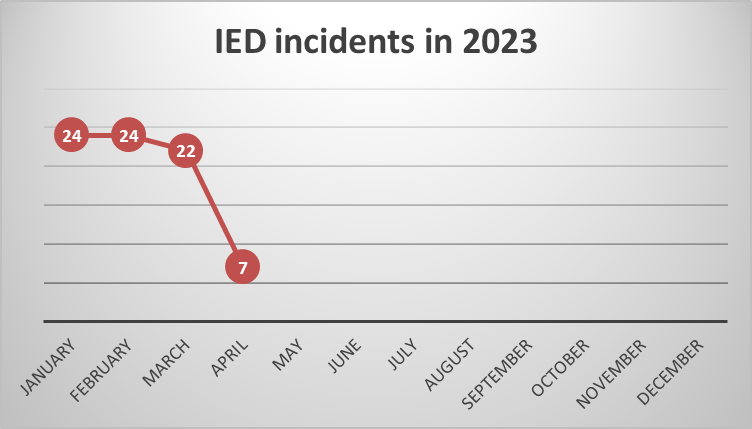 IED incidents in 2023
24
24
22
7
JANUARY
FEBRUARY
MARCH
APRIL
MAY
JUNE
JULY
AUGUST
SEPTEMBER
OCTOBER
NOVEMBER
DECEMBER